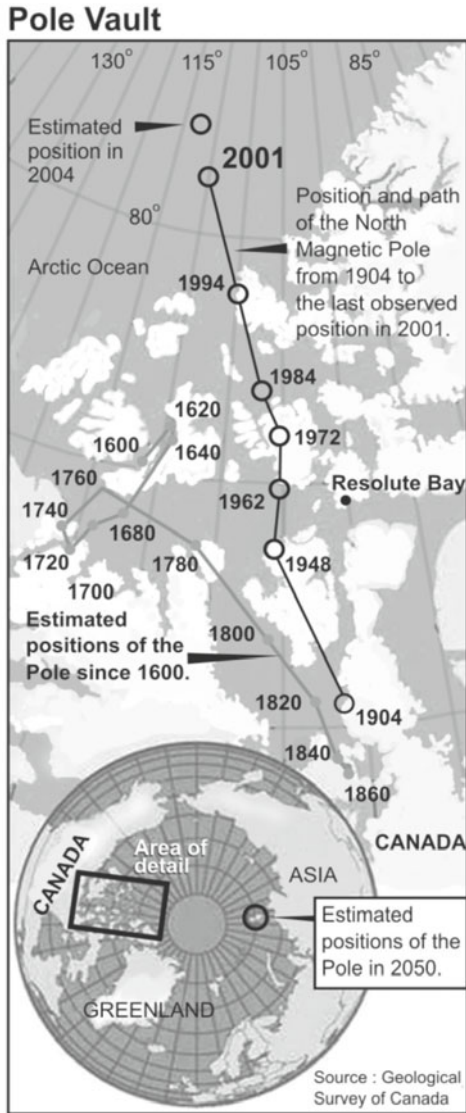 Pole Vault
130°
115°
105°
85°
Estimated
position in
2004
2001
Position and path
of the North
Magnetic Pole
from 1904 to
the last observed
position in 2001.
80°
Arctic Ocean
1994
1984
1620
1600
1640
1972
1760
Resolute Bay
1740
1962
1680
1720
1780
1948
1700
Estimated
positions of the
Pole since 1600.
1800
1820
1904
1840
1860
CANADA
Area of
detail
CANADA
ASIA
Estimated
positions of the
Pole in 2050.
GREENLAND
Source : Geological
Survey of Canada